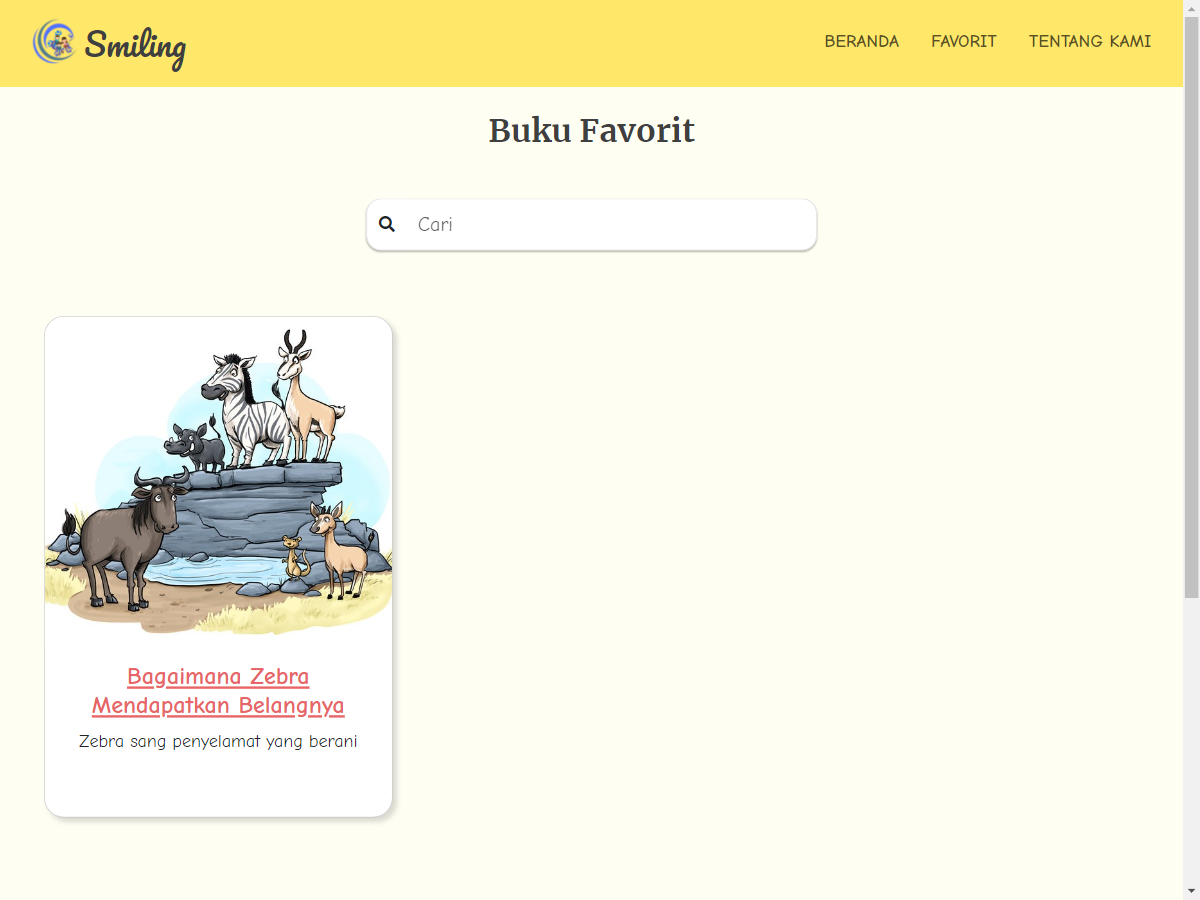 Smiling
BERANDA FAVORIT TENTANG KAMI
Buku Favorit
Cari
Bagaimana Zebra
Mendapatkan Belangnya
Zebra sang penyelamat yang berani